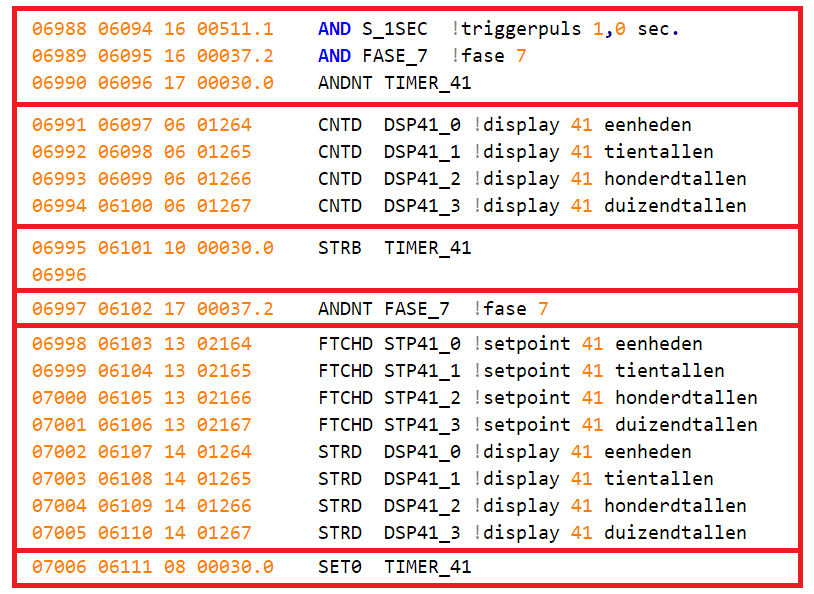 06988 06094 16 00511.1 AND S_1SEC !triggerpuls 1,0 sec.
06989 06095 16 00037.2 AND FASE_7 !fase 7
06990 06096 17 00030.0 ANDNT TIMER_41
06991 06097 06 01264 CNTD DSP41_0 !display 41 eenheden
06992 06098 06 01265 CNTD DSP41_1 !display 41 tientallen
06993 06099 06 01266 CNTD DSP41_2 !display 41 honderdtallen
06994 06100 06 01267 CNTD DSP41_3 !display 41 duizendtallen
06995 06101 10 00030.0 STRB TIMER_41
06996
06997 06102 17 00037.2 ANDNT FASE_7 !fase 7
06998 06103 13 02164 FTCHD STP41_0 !setpoint 41 eenheden
06999 06104 13 02165 FTCHD STP41_1 !setpoint 41 tientallen
07000 06105 13 02166 FTCHD STP41_2 !setpoint 41 honderdtallen
07001 06106 13 02167 FTCHD STP41_3 !setpoint 41 duizendtallen
07002 06107 14 01264 STRD DSP41_0 !display 41 eenheden
07003 06108 14 01265 STRD DSP41_1 !display 41 tientallen
07004 06109 14 01266 STRD DSP41_2 !display 41 honderdtallen
07005 06110 14 01267 STRD DSP41_3 !display 41 duizendtallen
07006 06111 08 00030.0 SET0 TIMER_41